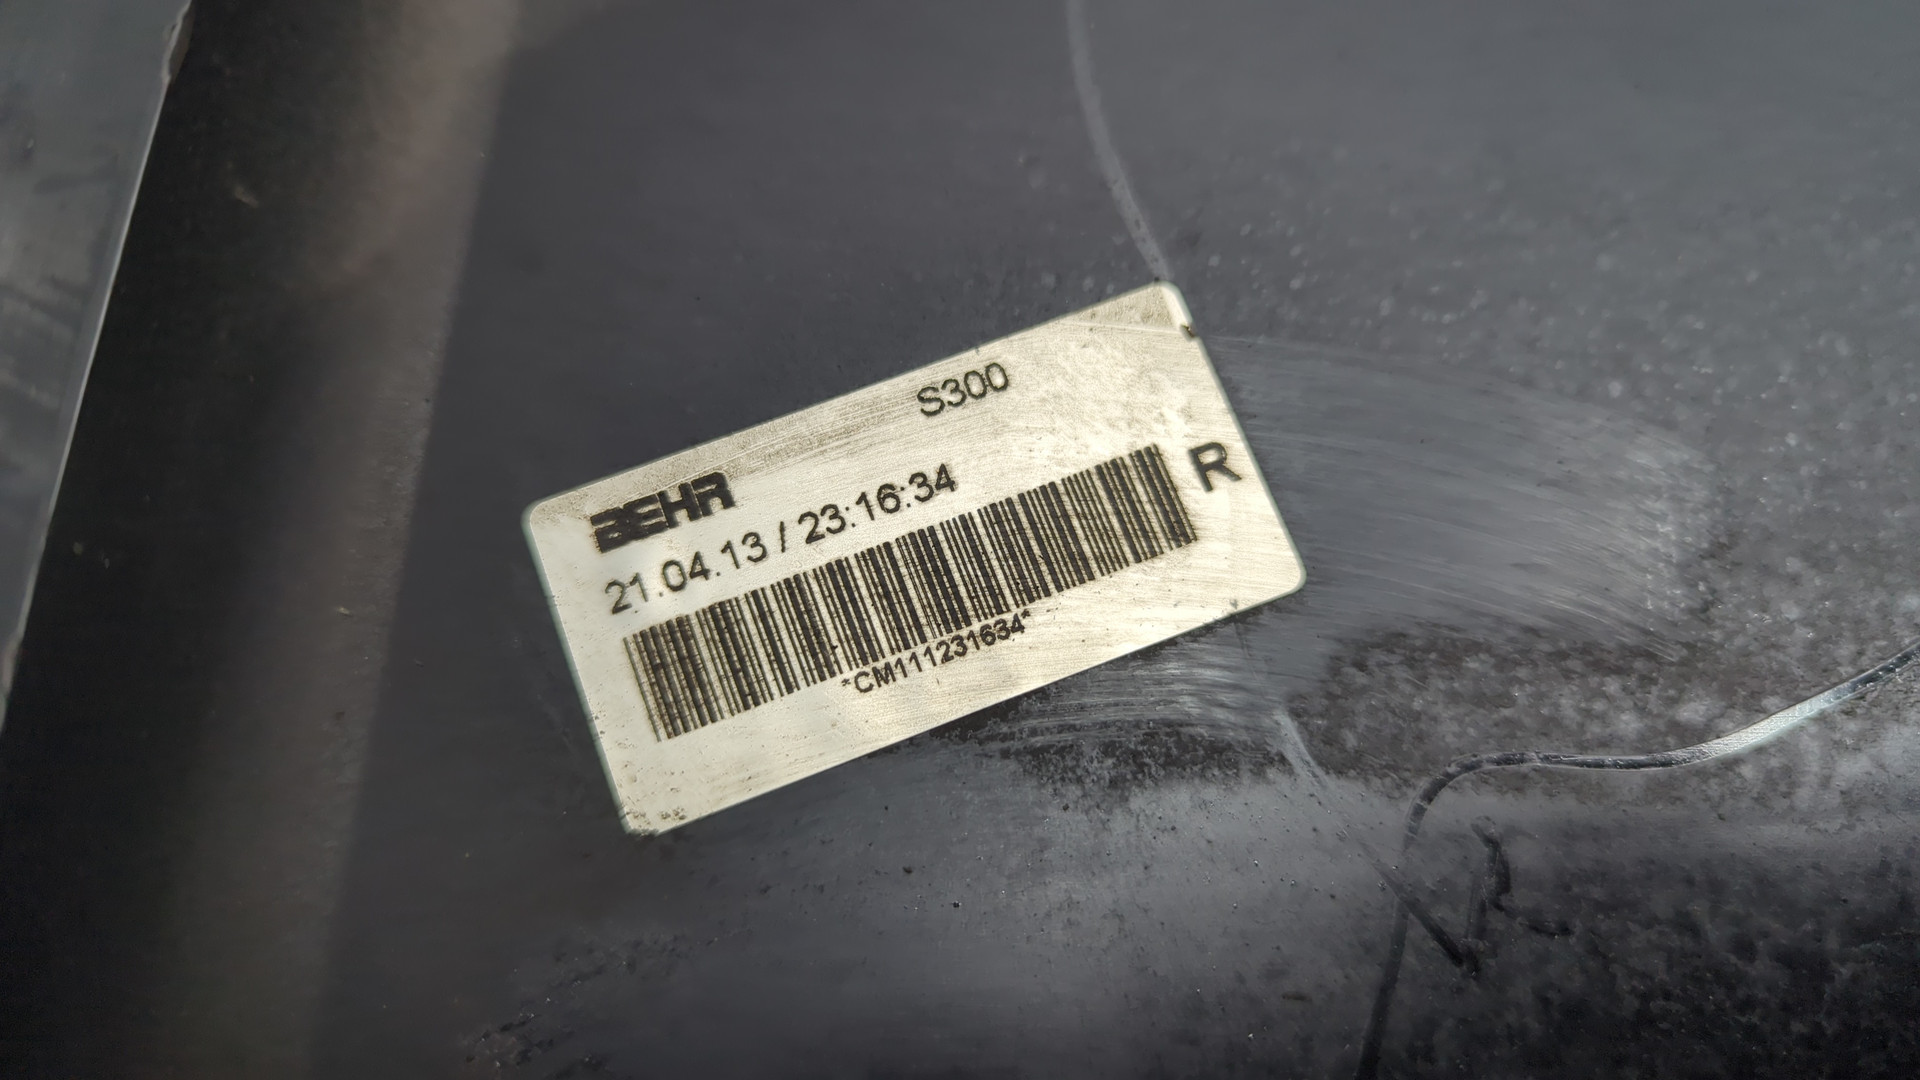 S300
BEHR
21.04.13 / 23:16:34
R
*CM111231634*